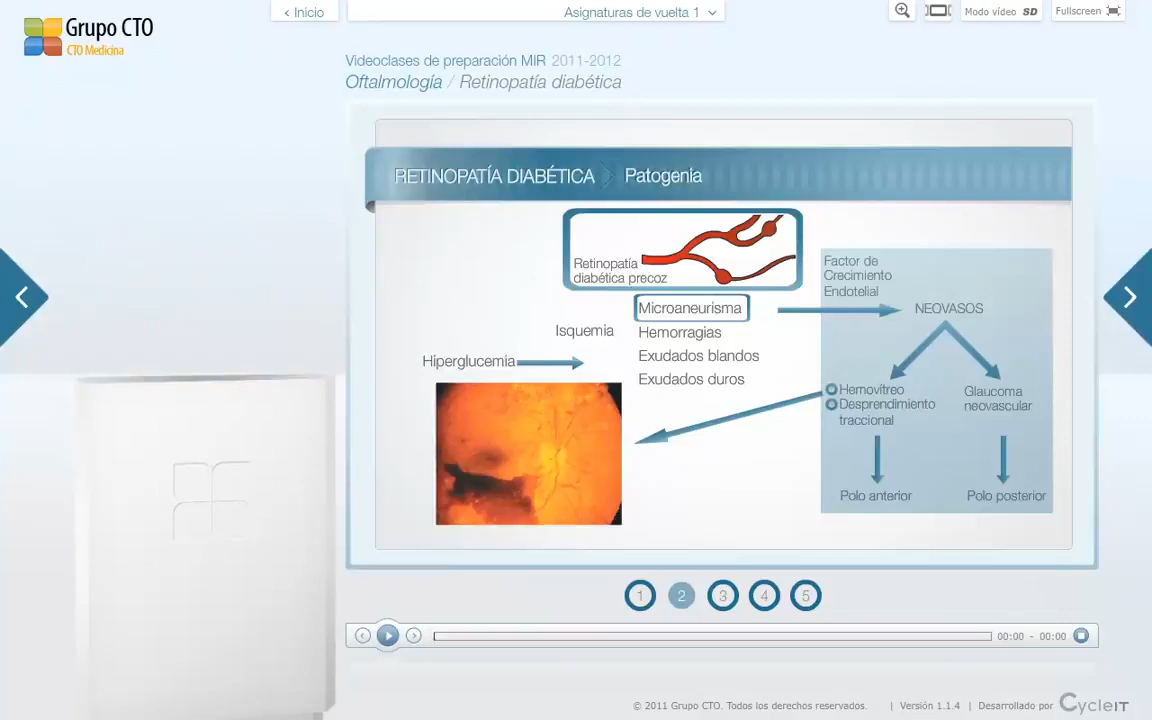 Grupo CTO
CTO Medicina
‹ Inicio
Asignaturas de vuelta 1
Modo vídeo SD
Fullscreen
Videoclases de preparación MIR 2011-2012
Oftalmología / Retinopatía diabética
RETINOPATÍA DIABÉTICA
Patogenia
Retinopatía
diabética precoz
Factor de
Crecimiento
Endotelial
Microaneurisma
NEOVASOS
Isquemia
Hemorragias
Exudados blandos
Hiperglucemia
Exudados duros
Hemovítreo
Desprendimiento
traccional
Glaucoma
neovascular
Polo anterior
Polo posterior
1 2 3 4 5
00:00 - 00:00
© 2011 Grupo CTO. Todos los derechos reservados. | Versión 1.1.4 | Desarrollado por CycleIT